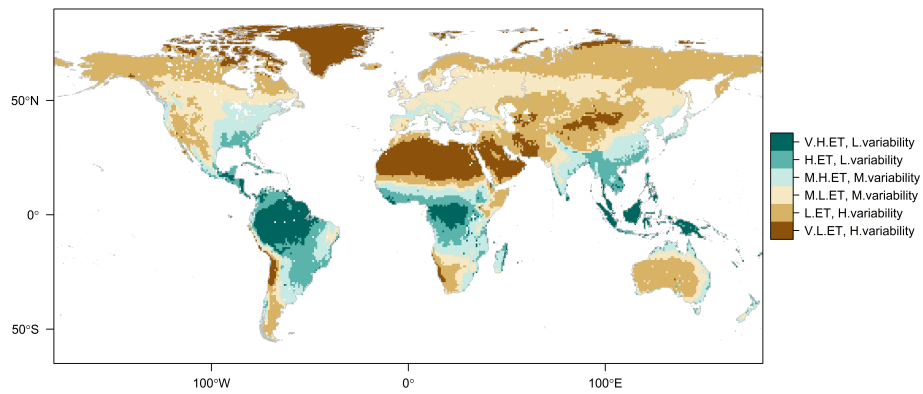 50°N
0°
50°S
100°W
0°
100°E
V.H.ET, L.variability
H.ET, L.variability
M.H.ET, M.variability
M.L.ET, M.variability
L.ET, H.variability
V.L.ET, H.variability